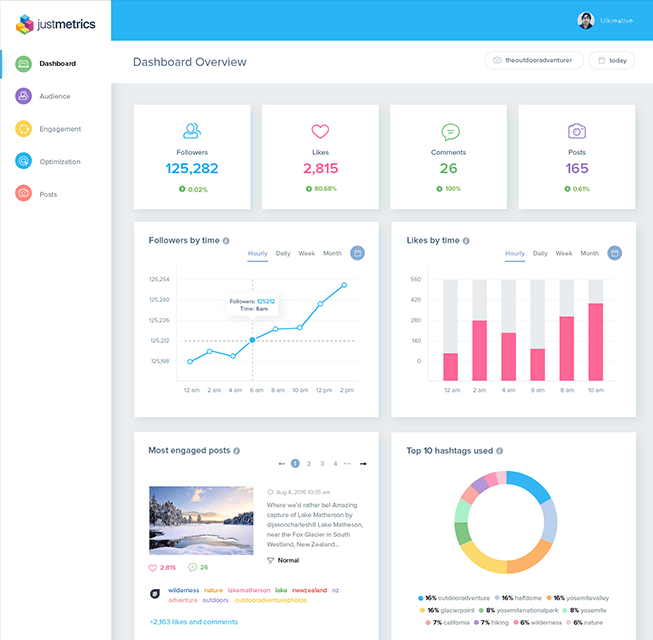 justmetrics
Uikreative
Dashboard
Audience
Engagement
Optimization
Posts
Dashboard Overview
theoutdooradventurer
today
Followers
125,282
0.02%
Likes
2,815
80.68%
Comments
26
100%
Posts
165
0.61%
Followers by time
Hourly Daily Week Month
125,254
125,240
125,226
125,212
125,198
Followers: 125212
Time: 6am
12 am 2 am 4 am 6 am 8 am 10 am 12 pm 2 pm
Likes by time
Hourly Daily Week Month
560
420
280
140
0
12 am 2 am 4 am 6 am 8 am 10 am
Most engaged posts
1 2 3 4 ...
Aug 4, 2016 10:35 am
Where we'd rather be! Amazing
capture of Lake Matherson by
@jasoncharleshill Lake Matheson,
near the Fox Glacier in South
Westland, New Zealand...
Normal
2,815 26
wilderness nature lakematherson lake newzealand nz
adventure outdoors outdooradventurephotos
+2,163 likes and comments
Top 10 hashtags used
16% outdooradventure 16% halfdome 16% yosemitevalley
16% glacierpoint 8% yosemitenationalpark 8% yosemite
7% california 7% hiking 6% wilderness 6% nature